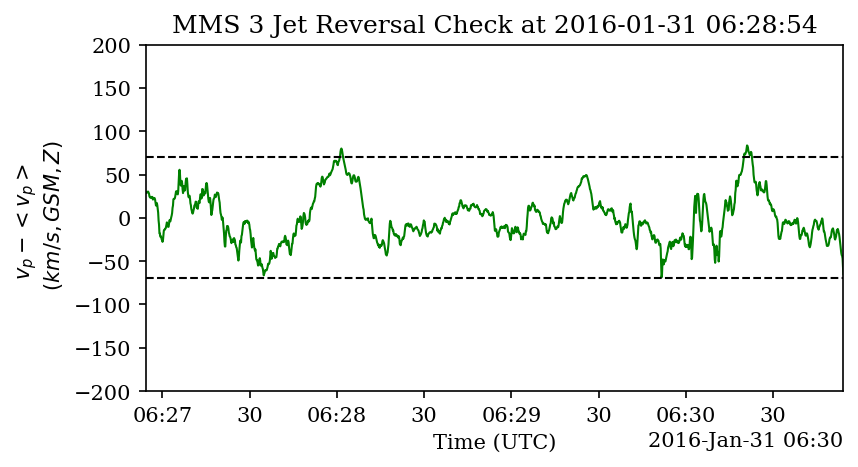 MMS 3 Jet Reversal Check at 2016-01-31 06:28:54
200
150
100
50
0
−50
−100
−150
−200
v_p − < v_p >
(km/s, GSM, Z)
06:27 30 06:28 30 06:29 30 06:30 30
Time (UTC)
2016-Jan-31 06:30